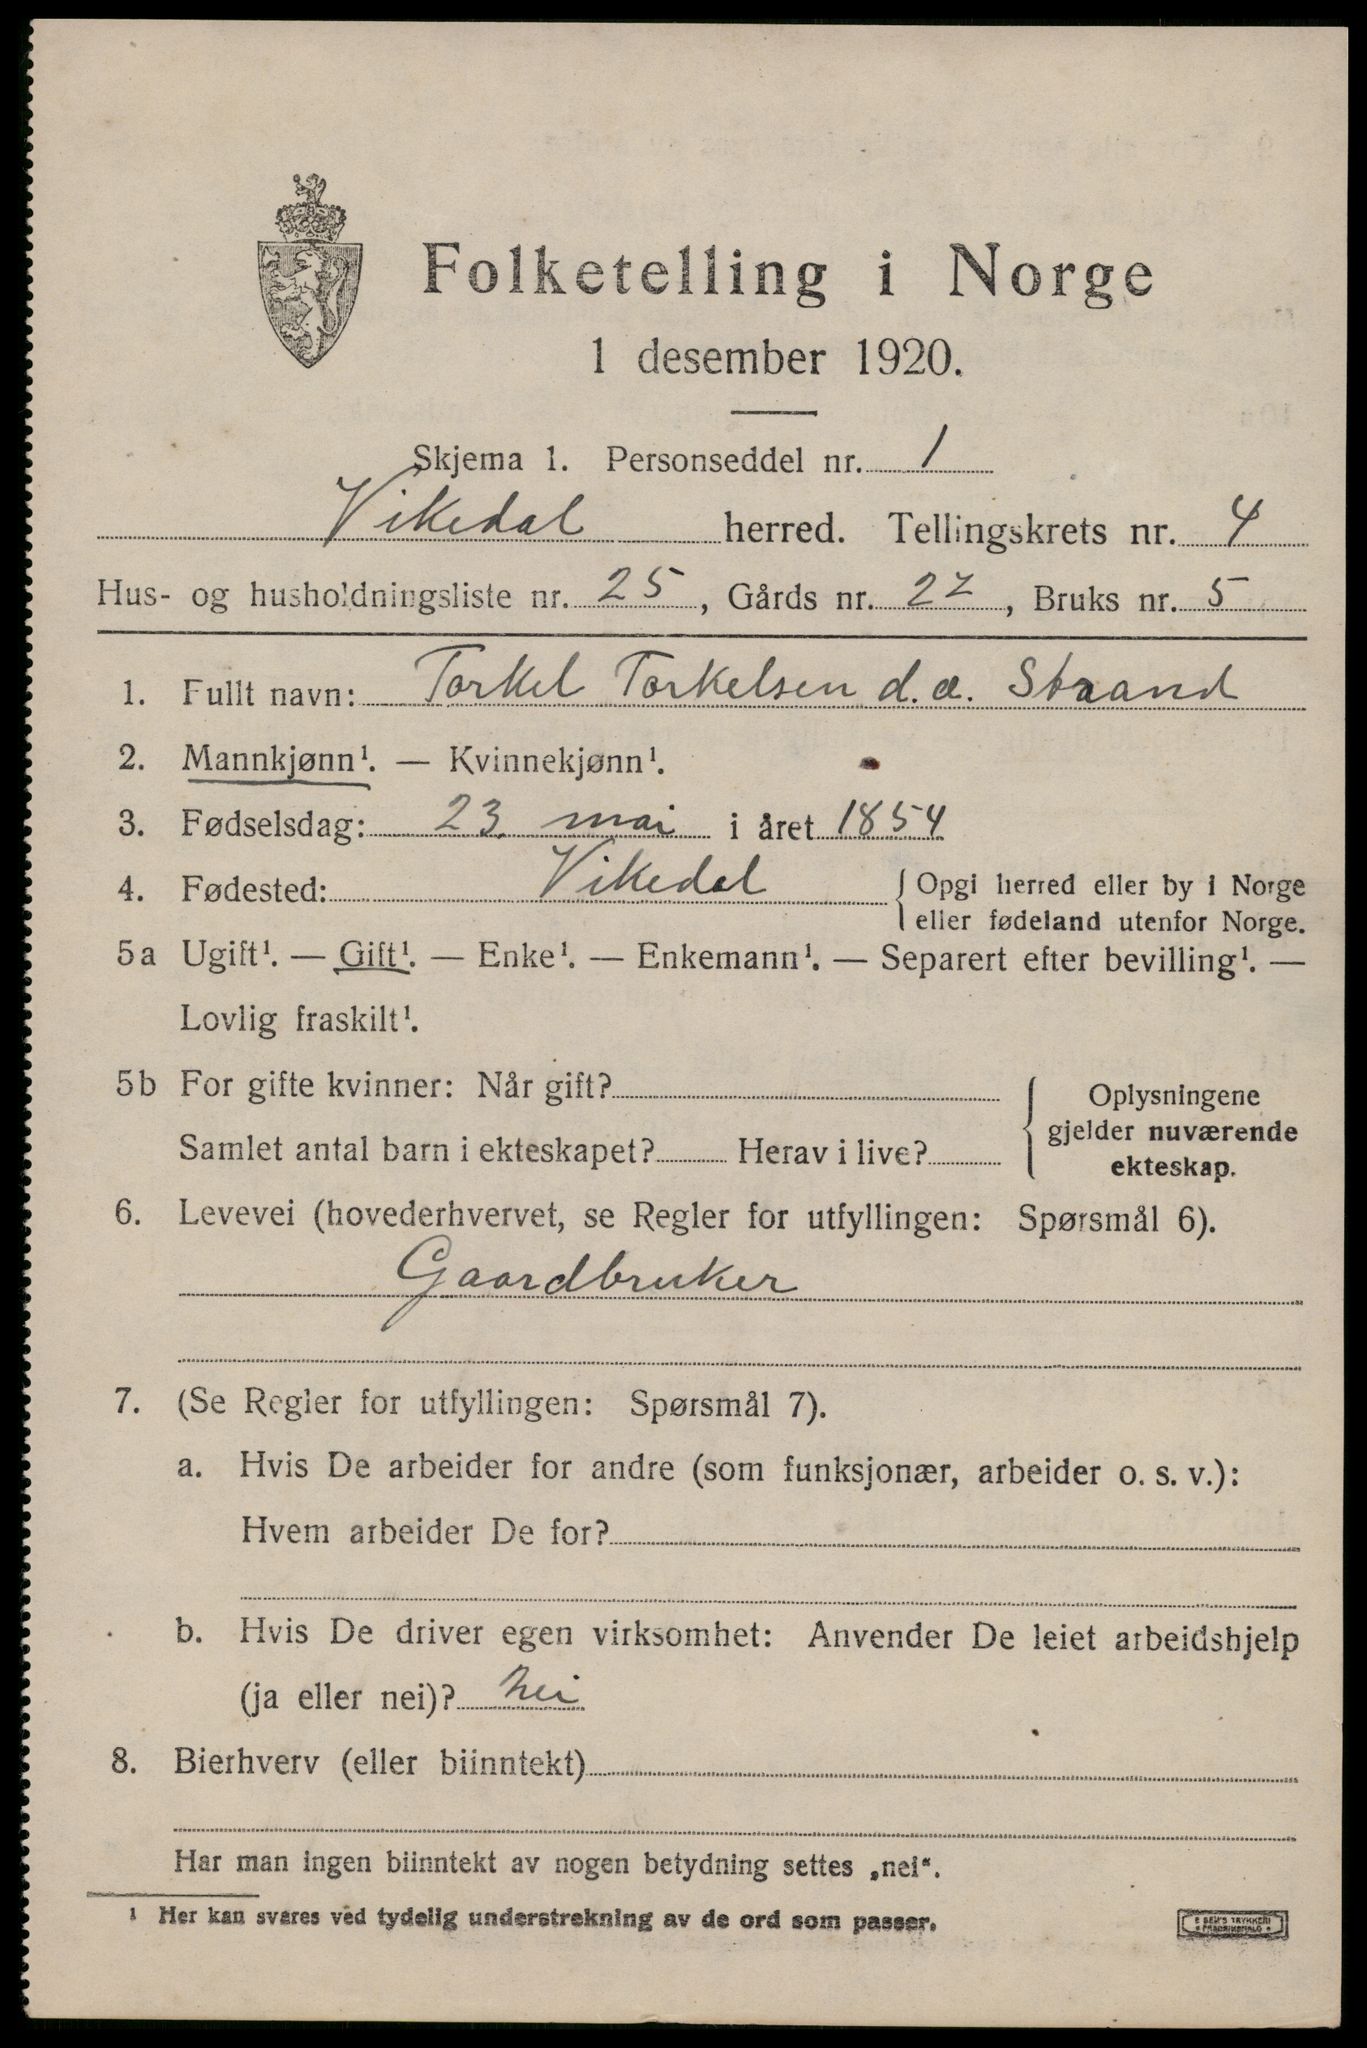 Folketelling i Norge
1 desember 1920.
Skjema 1. Personseddel nr. 1
Vikedal herred. Tellingskrets nr. 4
Hus- og husholdningsliste nr. 25, Gårds nr. 22, Bruks nr. 5
1. Fullt navn: Torkel Torkelsen d.æ. Straand
2. Mannkjønn¹. — Kvinnekjønn¹.
3. Fødselsdag: 23. mai i året 1854
4. Fødested: Vikedal { Opgi herred eller by i Norge
eller fødeland utenfor Norge.
5a Ugift¹. — Gift¹. — Enke¹. — Enkemann¹. — Separert efter bevilling¹. —
Lovlig fraskilt¹.
5b For gifte kvinner: Når gift?
Samlet antal barn i ekteskapet? Herav i live?
Oplysningene
gjelder nuværende
ekteskap.
6. Levevei (hovederhvervet, se Regler for utfyllingen: Spørsmål 6).
Gaardbruker
7. (Se Regler for utfyllingen: Spørsmål 7).
a. Hvis De arbeider for andre (som funksjonær, arbeider o. s. v.):
Hvem arbeider De for?
b. Hvis De driver egen virksomhet: Anvender De leiet arbeidshjelp
(ja eller nei)? nei
8. Bierhverv (eller biinntekt)
Har man ingen biinntekt av nogen betydning settes „nei“.
¹ Her kan svares ved tydelig understrekning av de ord som passer.